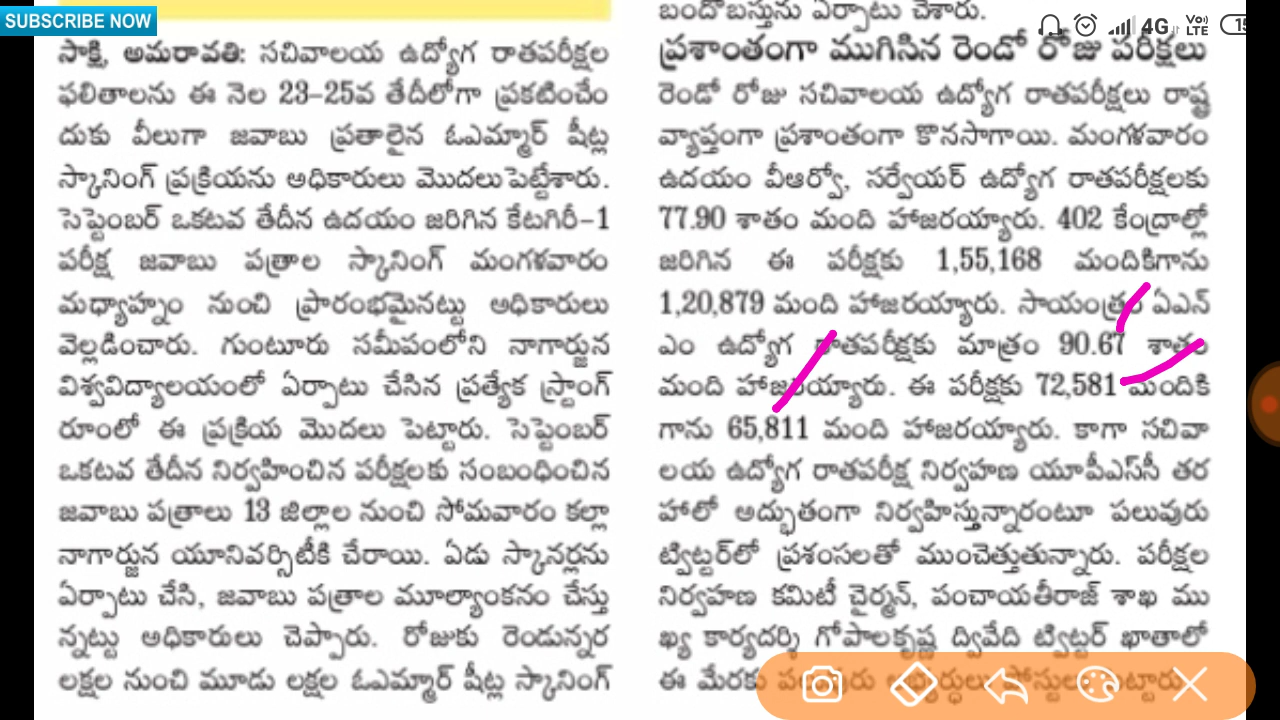 SUBSCRIBE NOW
సాక్షి, అమరావతి: సచివాలయ ఉద్యోగ రాతపరీక్షల
ఫలితాలను ఈ నెల 23–25వ తేదీలోగా ప్రకటించేం
దుకు వీలుగా జవాబు ప్రతాలైన ఓఎమ్మార్ షీట్ల
స్కానింగ్ ప్రక్రియను అధికారులు మొదలుపెట్టేశారు.
సెప్టెంబర్ ఒకటవ తేదీన ఉదయం జరిగిన కేటగిరీ–1
పరీక్ష జవాబు పత్రాల స్కానింగ్ మంగళవారం
మధ్యాహ్నం నుంచి ప్రారంభమైనట్టు అధికారులు
వెల్లడించారు. గుంటూరు సమీపంలోని నాగార్జున
విశ్వవిద్యాలయంలో ఏర్పాటు చేసిన ప్రత్యేక స్ట్రాంగ్
రూంలో ఈ ప్రక్రియ మొదలు పెట్టారు. సెప్టెంబర్
ఒకటవ తేదీన నిర్వహించిన పరీక్షలకు సంబంధించిన
జవాబు పత్రాలు 13 జిల్లాల నుంచి సోమవారం కల్లా
నాగార్జున యూనివర్సిటీకి చేరాయి. ఏడు స్కానర్లను
ఏర్పాటు చేసి, జవాబు పత్రాల మూల్యాంకనం చేస్తు
న్నట్టు అధికారులు చెప్పారు. రోజుకు రెండున్నర
లక్షల నుంచి మూడు లక్షల ఓఎమ్మార్ షీట్ల స్కానింగ్
బందోబస్తును ఏర్పాటు చేశారు.
4G VoLTE 15
ప్రశాంతంగా ముగిసిన రెండో రోజు పరీక్షలు
రెండో రోజు సచివాలయ ఉద్యోగ రాతపరీక్షలు రాష్ట్ర
వ్యాప్తంగా ప్రశాంతంగా కొనసాగాయి. మంగళవారం
ఉదయం వీఆర్వో, సర్వేయర్ ఉద్యోగ రాతపరీక్షలకు
77.90 శాతం మంది హాజరయ్యారు. 402 కేంద్రాల్లో
జరిగిన ఈ పరీక్షకు 1,55,168 మందికిగాను
1,20,879 మంది హాజరయ్యారు. సాయంత్రం ఏఎన్
ఎం ఉద్యోగ రాతపరీక్షకు మాత్రం 90.67 శాతం
మంది హాజరయ్యారు. ఈ పరీక్షకు 72,581 మందికి
గాను 65,811 మంది హాజరయ్యారు. కాగా సచివా
లయ ఉద్యోగ రాతపరీక్ష నిర్వహణ యూపీఎస్‌సీ తర
హాలో అద్భుతంగా నిర్వహిస్తున్నారంటూ పలువురు
ట్విట్టర్‌లో ప్రశంసలతో ముంచెత్తుతున్నారు. పరీక్షల
నిర్వహణ కమిటీ చైర్మన్, పంచాయతీరాజ్ శాఖ ము
ఖ్య కార్యదర్శి గోపాలకృష్ణ ద్వివేది ట్విట్టర్ ఖాతాలో
ఈ మేరకు